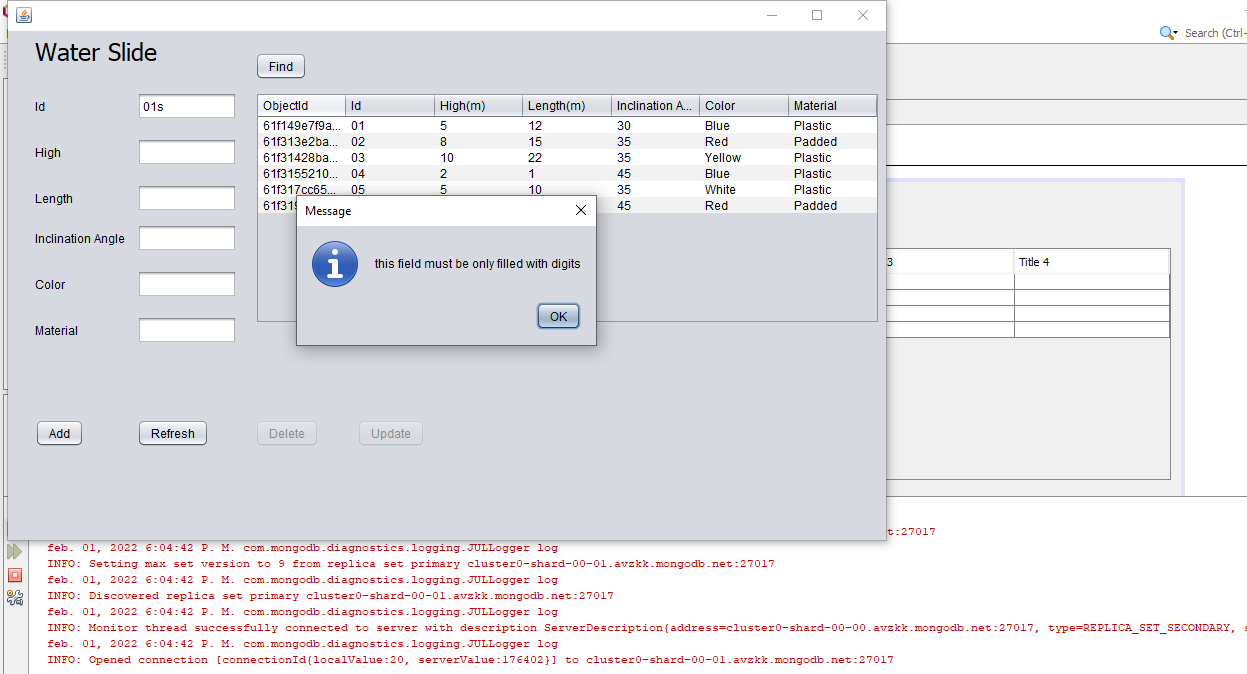 Search (Ctrl+
Water Slide
Find
Id 01s
High
Length
Inclination Angle
Color
Material
ObjectId Id High(m) Length(m) Inclination A... Color Material
61f149e7f9a... 01 5 12 30 Blue Plastic
61f313e2ba... 02 8 15 35 Red Padded
61f31428ba... 03 10 22 35 Yellow Plastic
61f3155210... 04 2 1 45 Blue Plastic
61f317cc65... 05 5 10 35 White Plastic
45 Red Padded
Message
this field must be only filled with digits
OK
3 Title 4
Add Refresh Delete Update
t:27017
feb. 01, 2022 6:04:42 P. M. com.mongodb.diagnostics.logging.JULLogger log
INFO: Setting max set version to 9 from replica set primary cluster0-shard-00-01.avzkk.mongodb.net:27017
feb. 01, 2022 6:04:42 P. M. com.mongodb.diagnostics.logging.JULLogger log
INFO: Discovered replica set primary cluster0-shard-00-01.avzkk.mongodb.net:27017
feb. 01, 2022 6:04:42 P. M. com.mongodb.diagnostics.logging.JULLogger log
INFO: Monitor thread successfully connected to server with description ServerDescription{address=cluster0-shard-00-00.avzkk.mongodb.net:27017, type=REPLICA_SET_SECONDARY, s
feb. 01, 2022 6:04:42 P. M. com.mongodb.diagnostics.logging.JULLogger log
INFO: Opened connection [connectionId{localValue:20, serverValue:176402}] to cluster0-shard-00-01.avzkk.mongodb.net:27017